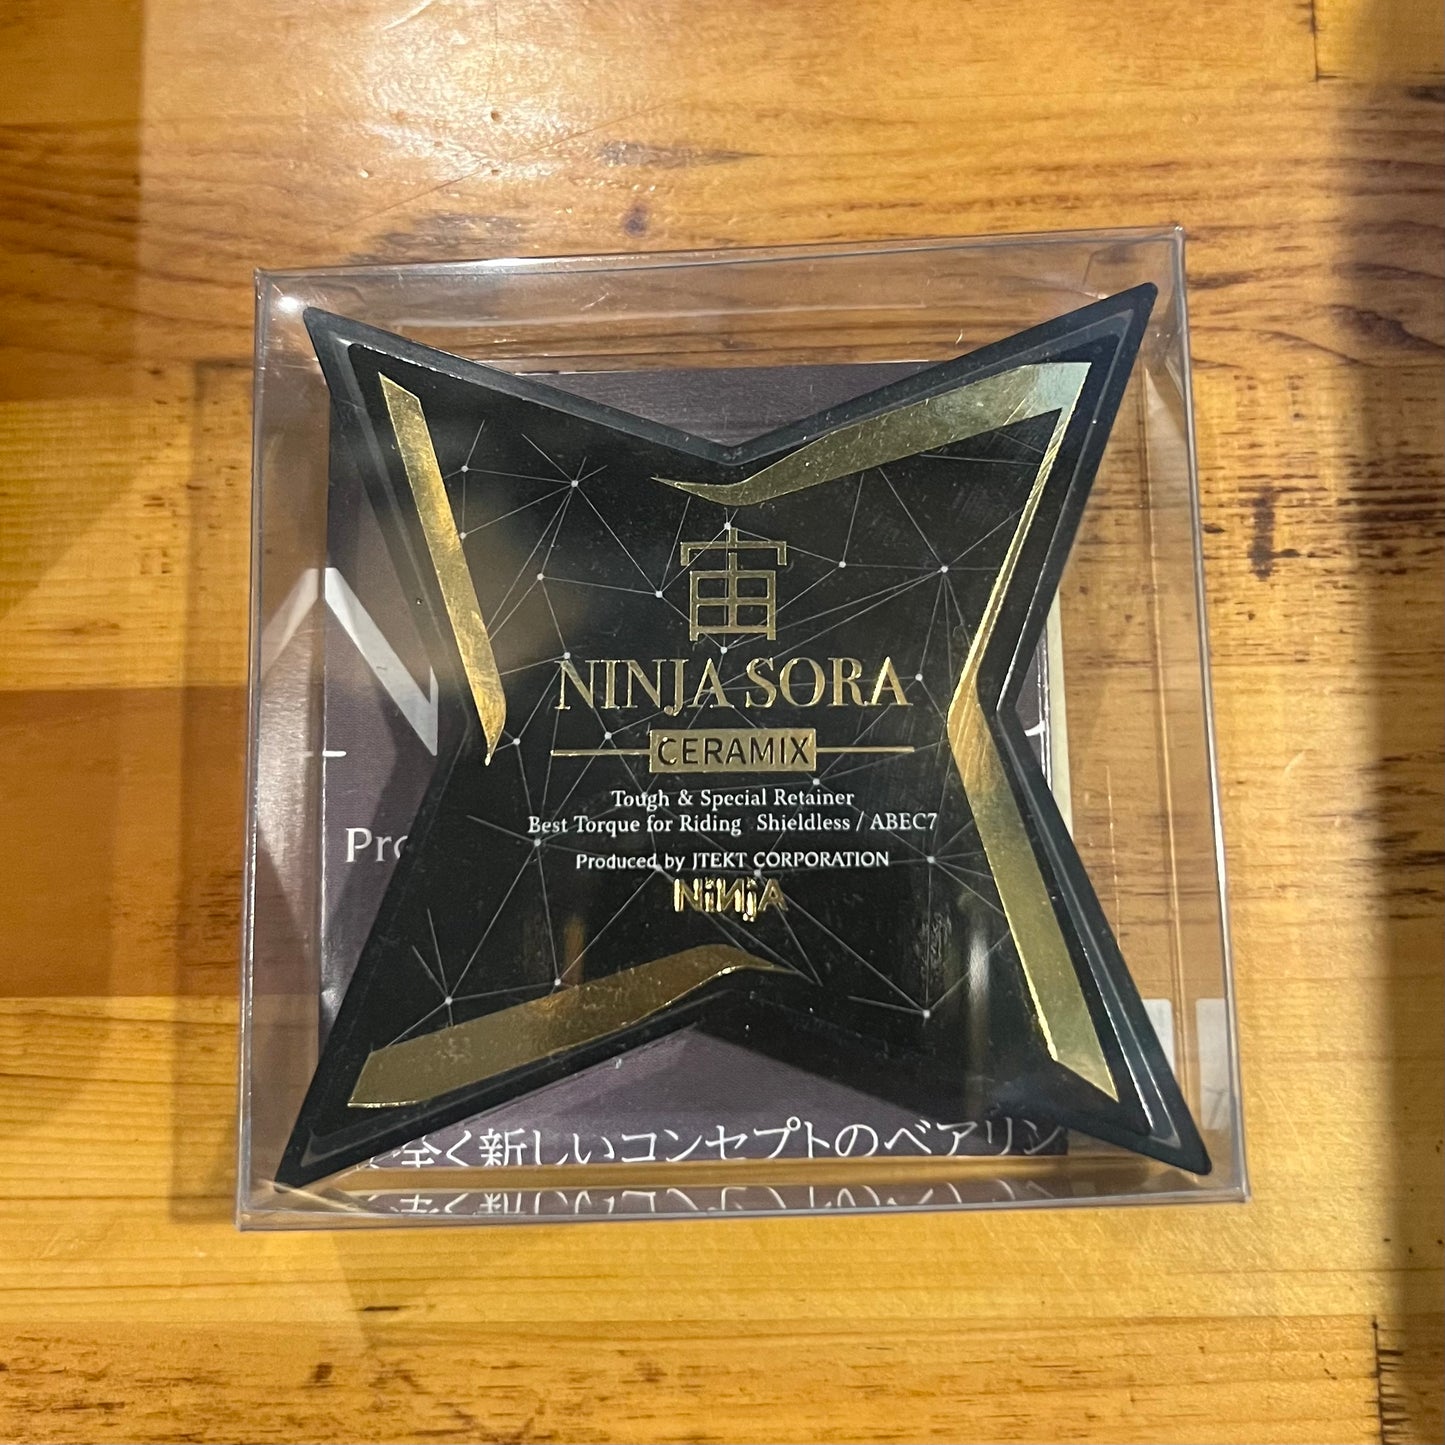 宙
NINJA SORA
CERAMIX
Tough & Special Retainer
Best Torque for Riding Shieldless / ABEC7
Produced by JTEKT CORPORATION
NiNjA
全く新しいコンセプトのベアリン